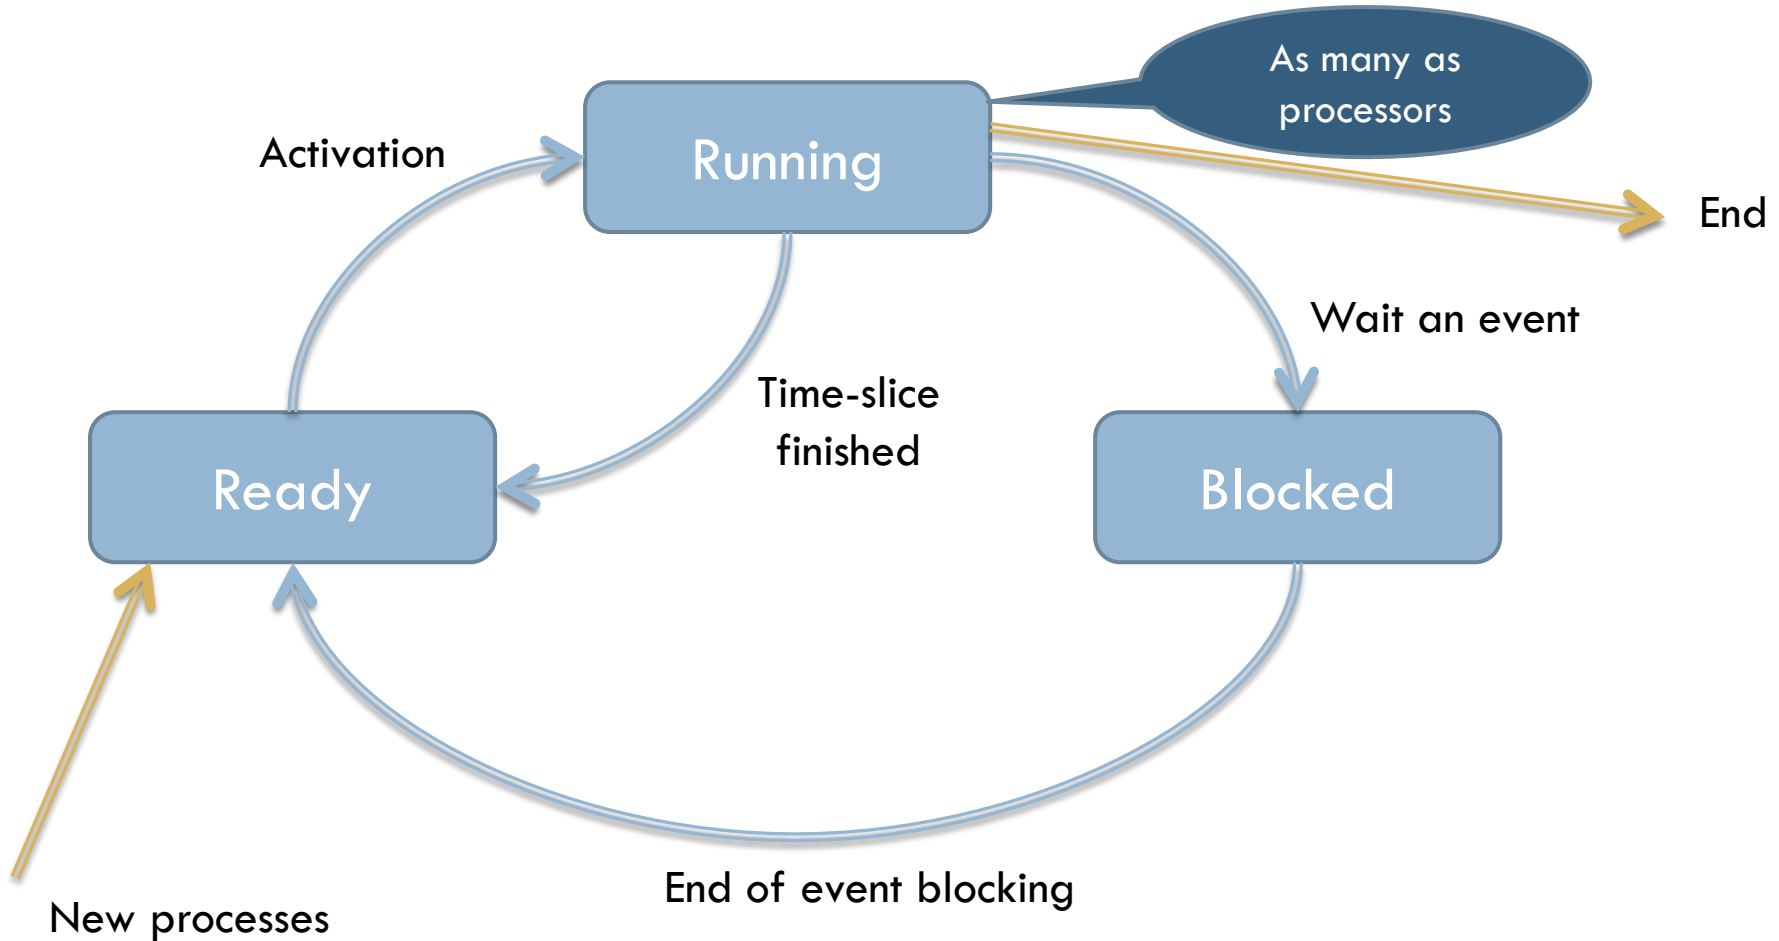 As many as
processors
Activation
Running
End
Wait an event
Time-slice
finished
Ready
Blocked
End of event blocking
New processes